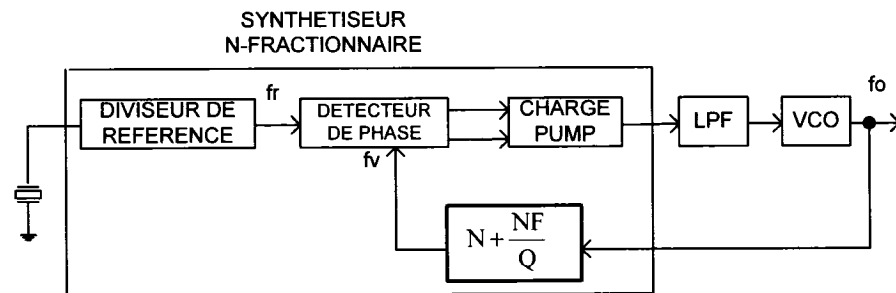 SYNTHETISEUR
N-FRACTIONNAIRE
fr
fo
DIVISEUR DE
REFERENCE
DETECTEUR
DE PHASE
CHARGE
PUMP
LPF
VCO
fv
N + NF/Q